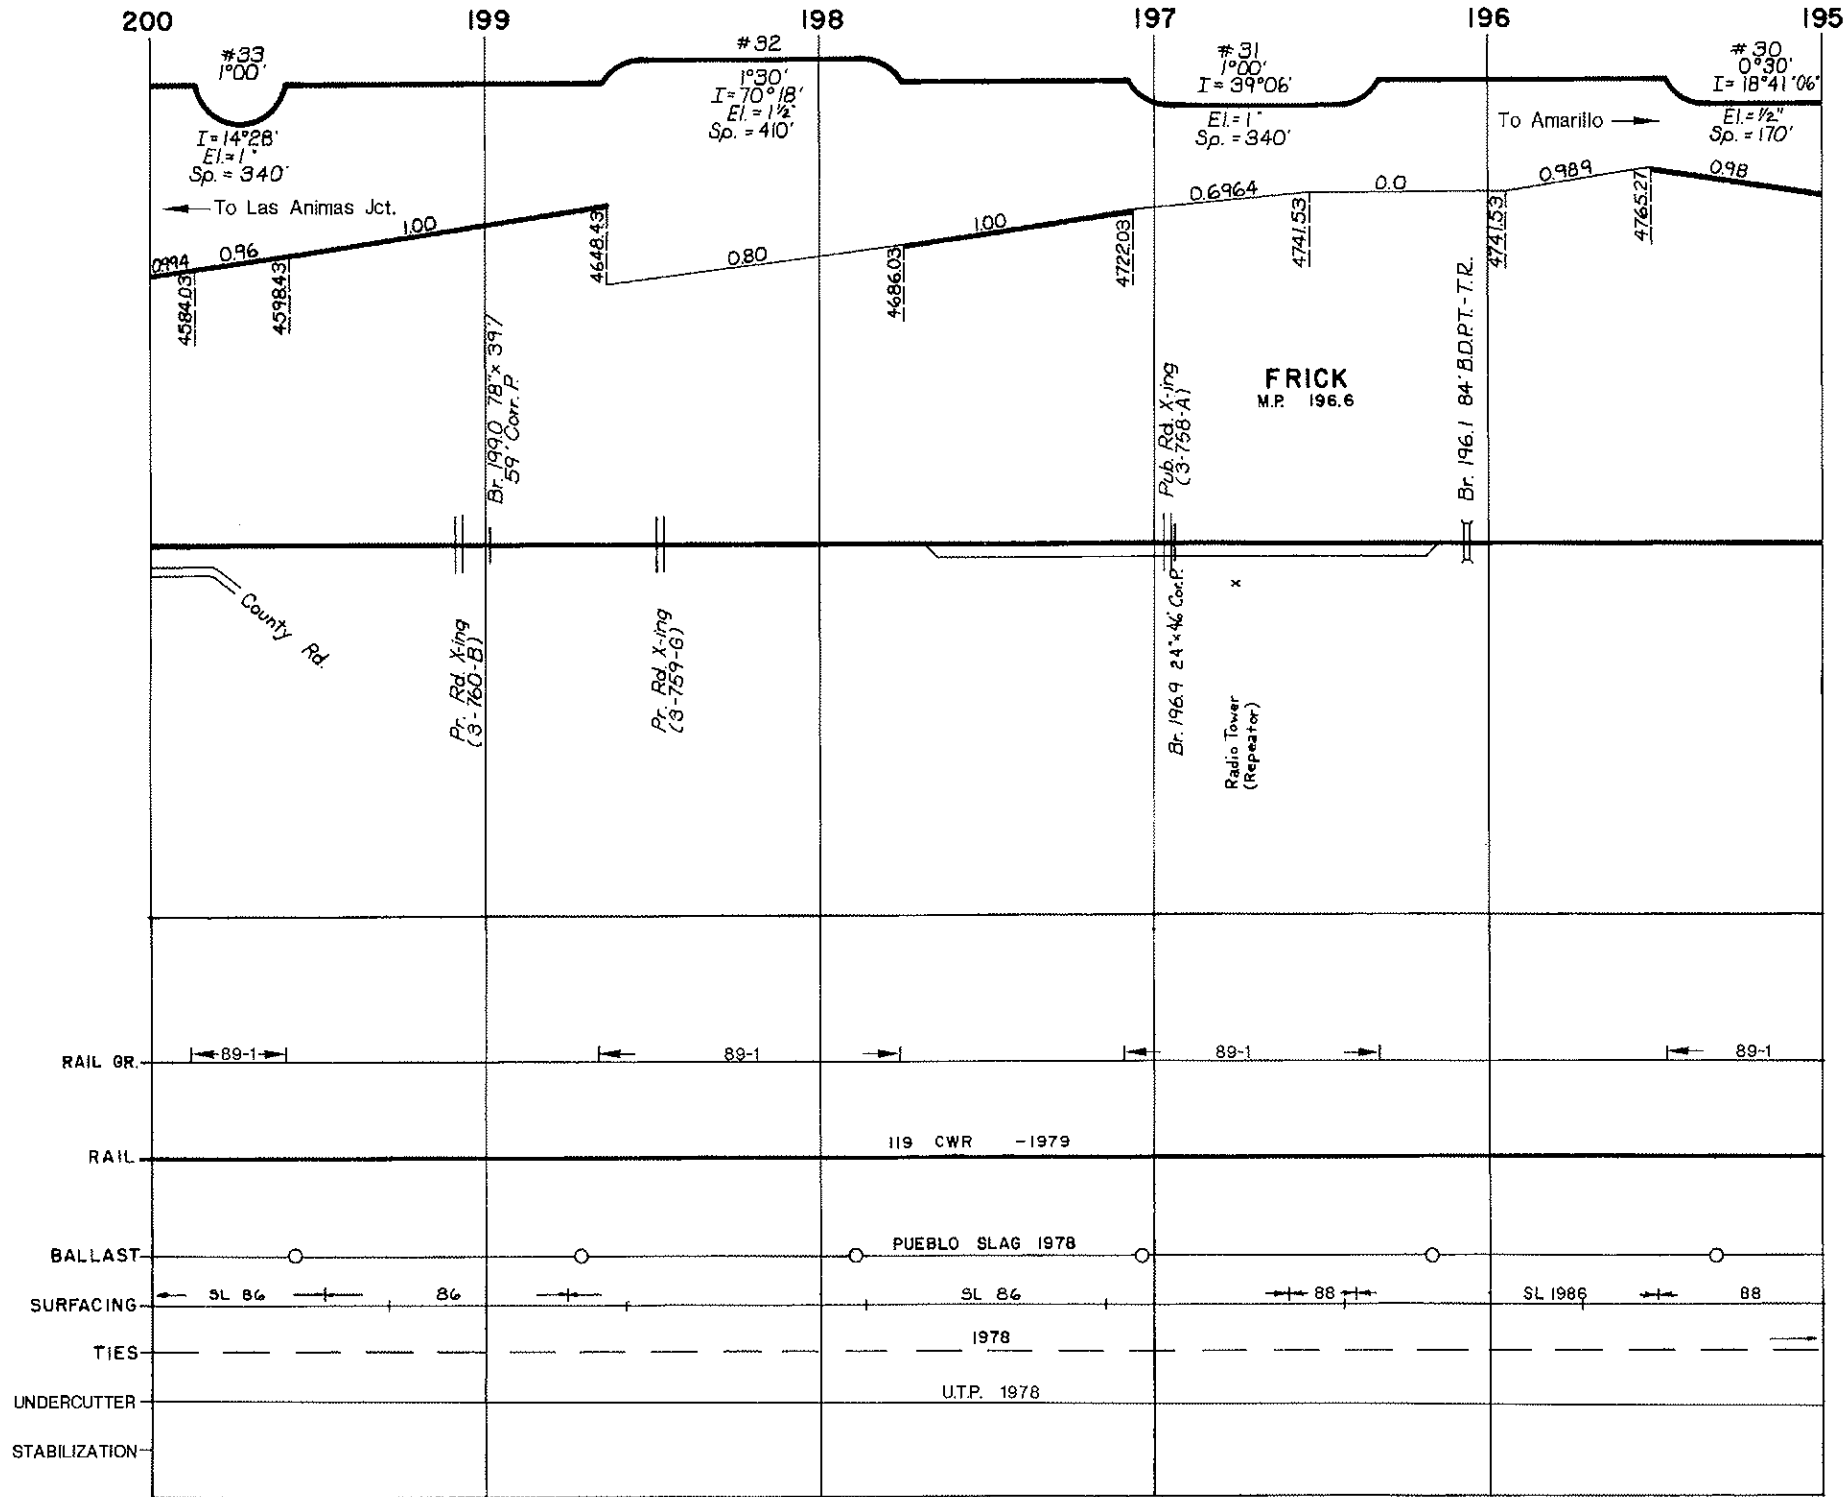 200
199
198
197
196
195
#33
1°00'
I=14°28'
El.=1"
Sp. = 340'
#32
1°30'
I=70°18'
El.=1½"
Sp. = 410'
#31
1°00'
I=39°06'
El.=1"
Sp. = 340'
#30
0°30'
I=18°41'06"
El.=½"
Sp. = 170'
To Amarillo
To Las Animas Jct.
0.994
0.96
1.00
0.80
1.00
0.6964
0.0
0.989
0.98
4584.03
4598.43
4648.43
4686.03
4722.03
4741.53
4741.53
4765.27
Br. 199.0 78"x 39'/
59' Corr. P.
Pub. Rd. X-ing
(3-758-A)
FRICK
M.P. 196.6
Br. 196.1 84' B.D.P.T.-T.R.
County Rd.
Pr. Rd. X-ing
(3-760-B)
Pr. Rd. X-ing
(3-759-G)
Br. 196.9 24"x46' Cor.P.
x
Radio Tower
(Repeator)
RAIL GR.
89-1
89-1
89-1
89-1
RAIL
119 CWR -1979
BALLAST
PUEBLO SLAG 1978
SURFACING
SL 86
86
SL 86
88
SL 1986
88
TIES
1978
UNDERCUTTER
U.T.P. 1978
STABILIZATION